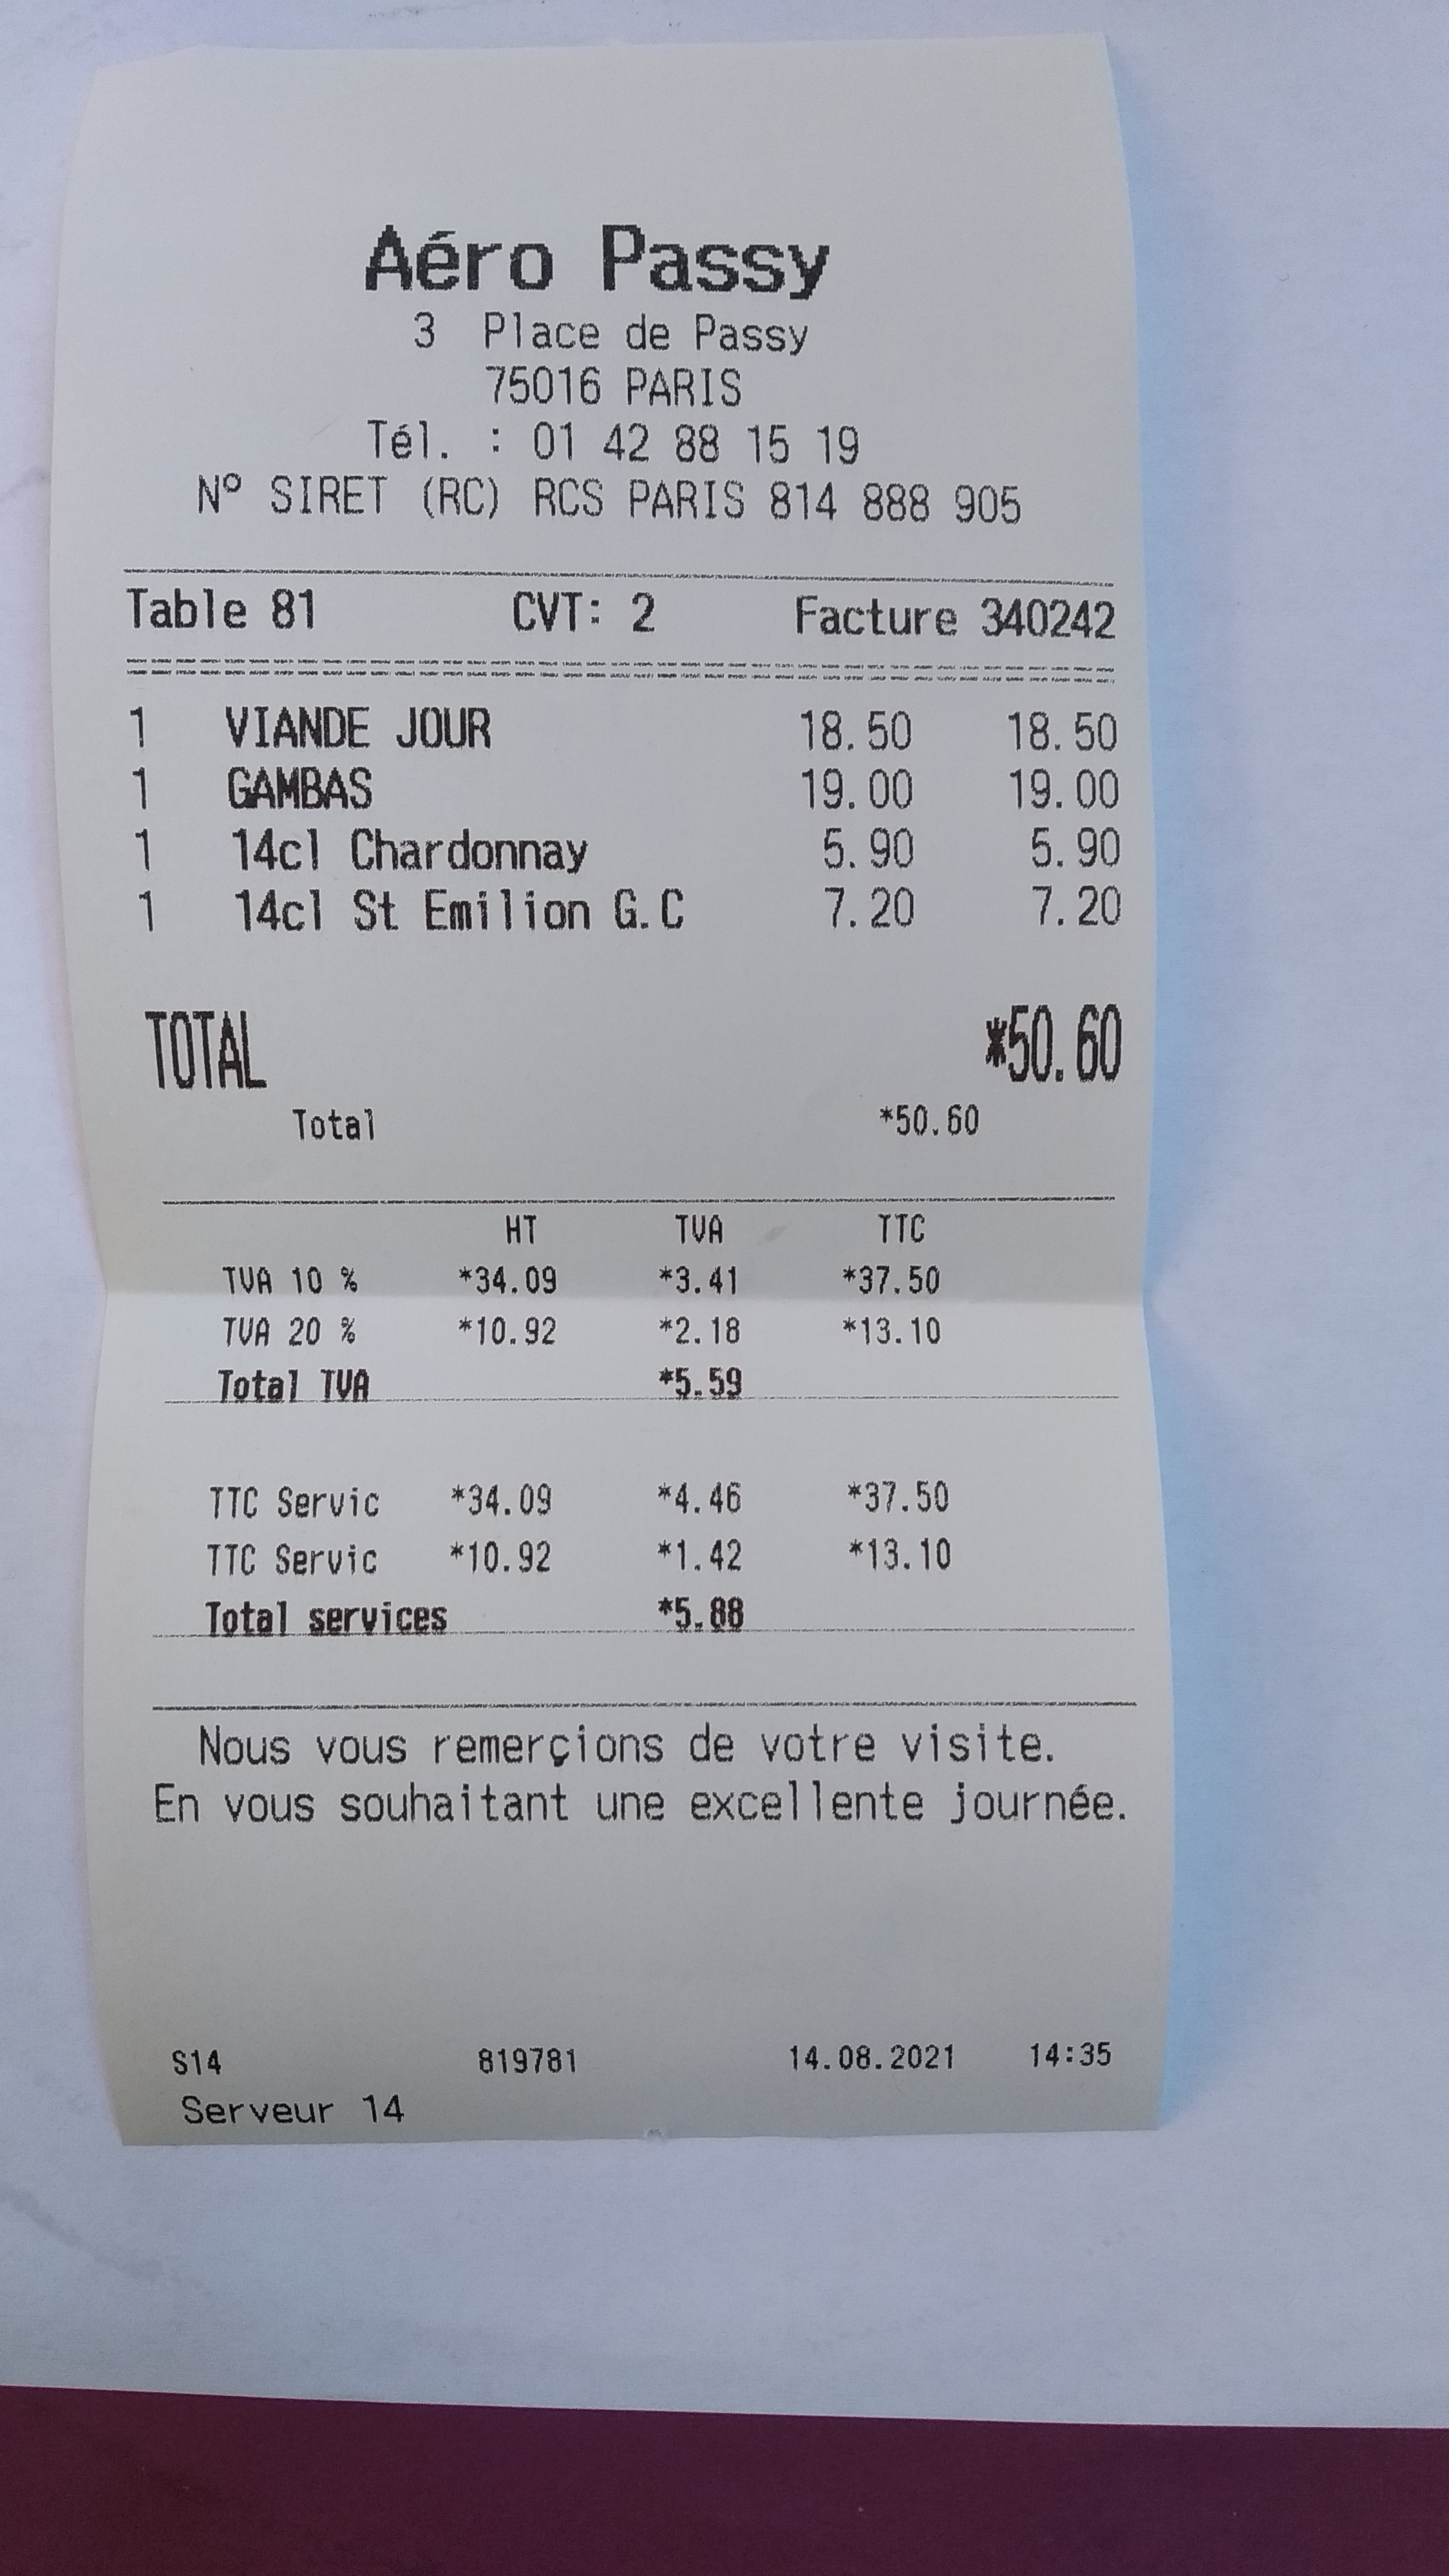 Aéro Passy
3 Place de Passy
75016 PARIS
Tél. : 01 42 88 15 19
Nº SIRET (RC) RCS PARIS 814 888 905
Table 81 CVT: 2 Facture 340242
1 VIANDE JOUR 18.50 18.50
1 GAMBAS 19.00 19.00
1 14cl Chardonnay 5.90 5.90
1 14cl St Emilion G.C 7.20 7.20
TOTAL *50.60
Total *50.60
HT TVA TTC
TVA 10 % *34.09 *3.41 *37.50
TVA 20 % *10.92 *2.18 *13.10
Total TVA *5.59
TTC Servic *34.09 *4.46 *37.50
TTC Servic *10.92 *1.42 *13.10
Total services *5.88
Nous vous remerçions de votre visite.
En vous souhaitant une excellente journée.
S14 819781 14.08.2021 14:35
Serveur 14